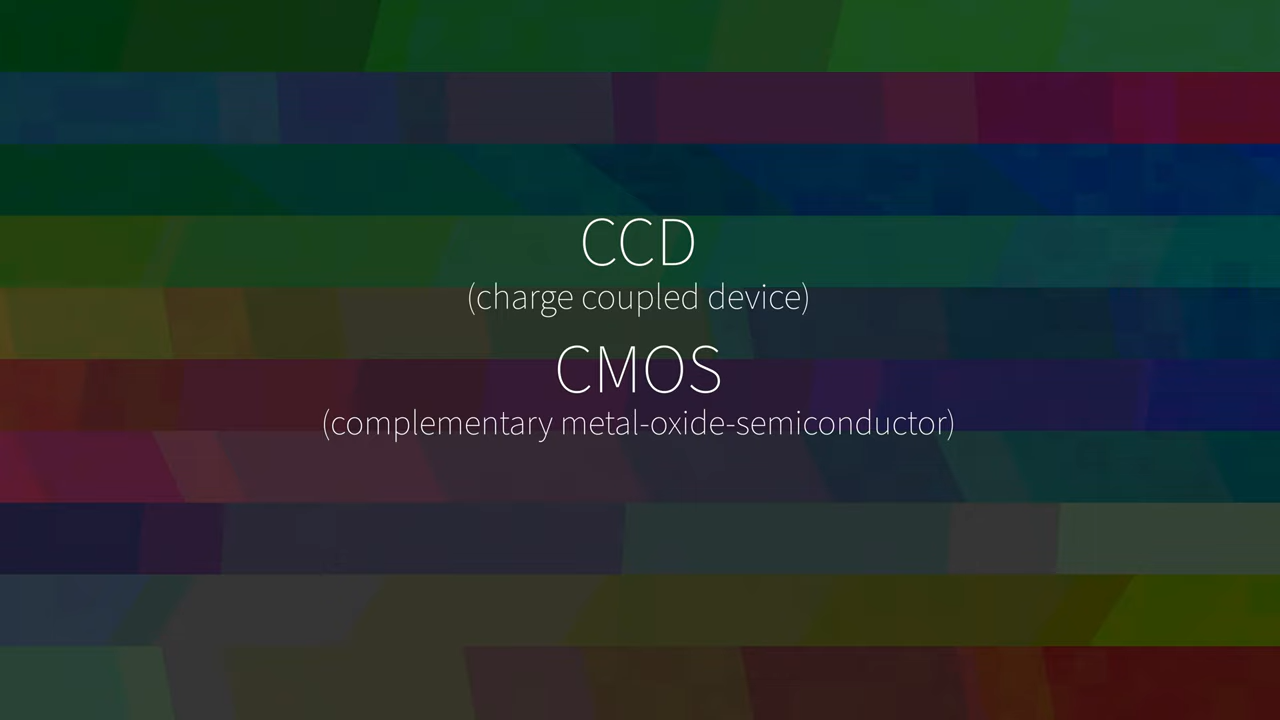 CCD
(charge coupled device)
CMOS
(complementary metal-oxide-semiconductor)